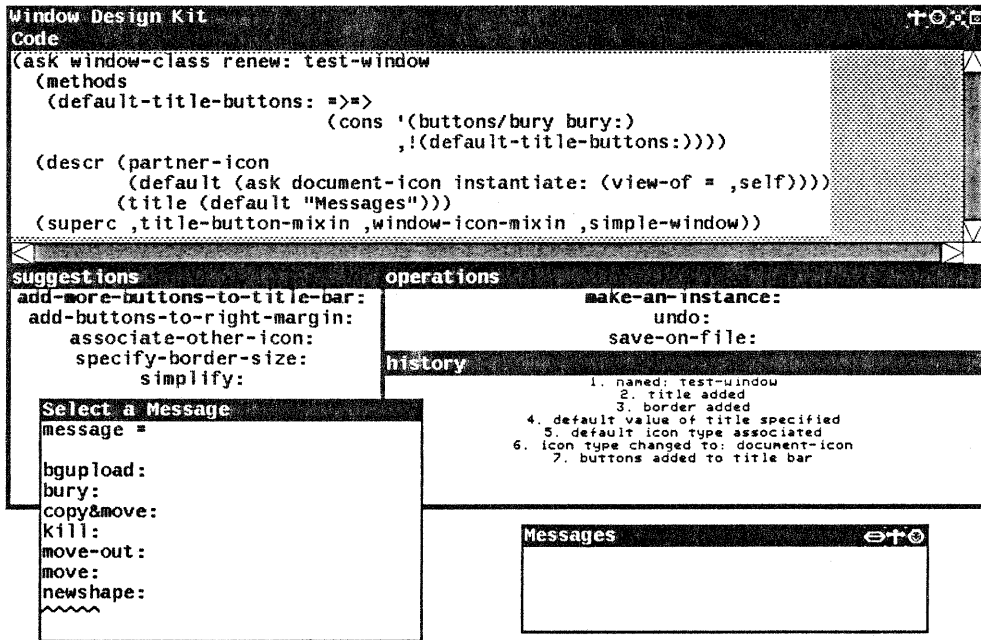 Window Design Kit
Code
(ask window-class renew: test-window
(methods
(default-title-buttons: =>=>
(cons '(buttons/bury bury:)
,!(default-title-buttons:))))
(descr (partner-icon
(default (ask document-icon instantiate: (view-of = ,self))))
(title (default "Messages")))
(superc ,title-button-mixin ,window-icon-mixin ,simple-window))
suggestions
add-more-buttons-to-title-bar:
add-buttons-to-right-margin:
associate-other-icon:
specify-border-size:
simplify:
operations
make-an-instance:
undo:
save-on-file:
history
1. named: test-window
2. title added
3. border added
4. default value of title specified
5. default icon type associated
6. icon type changed to: document-icon
7. buttons added to title bar
Select a Message
message =
bgupload:
bury:
copy&move:
kill:
move-out:
move:
newshape:
Messages